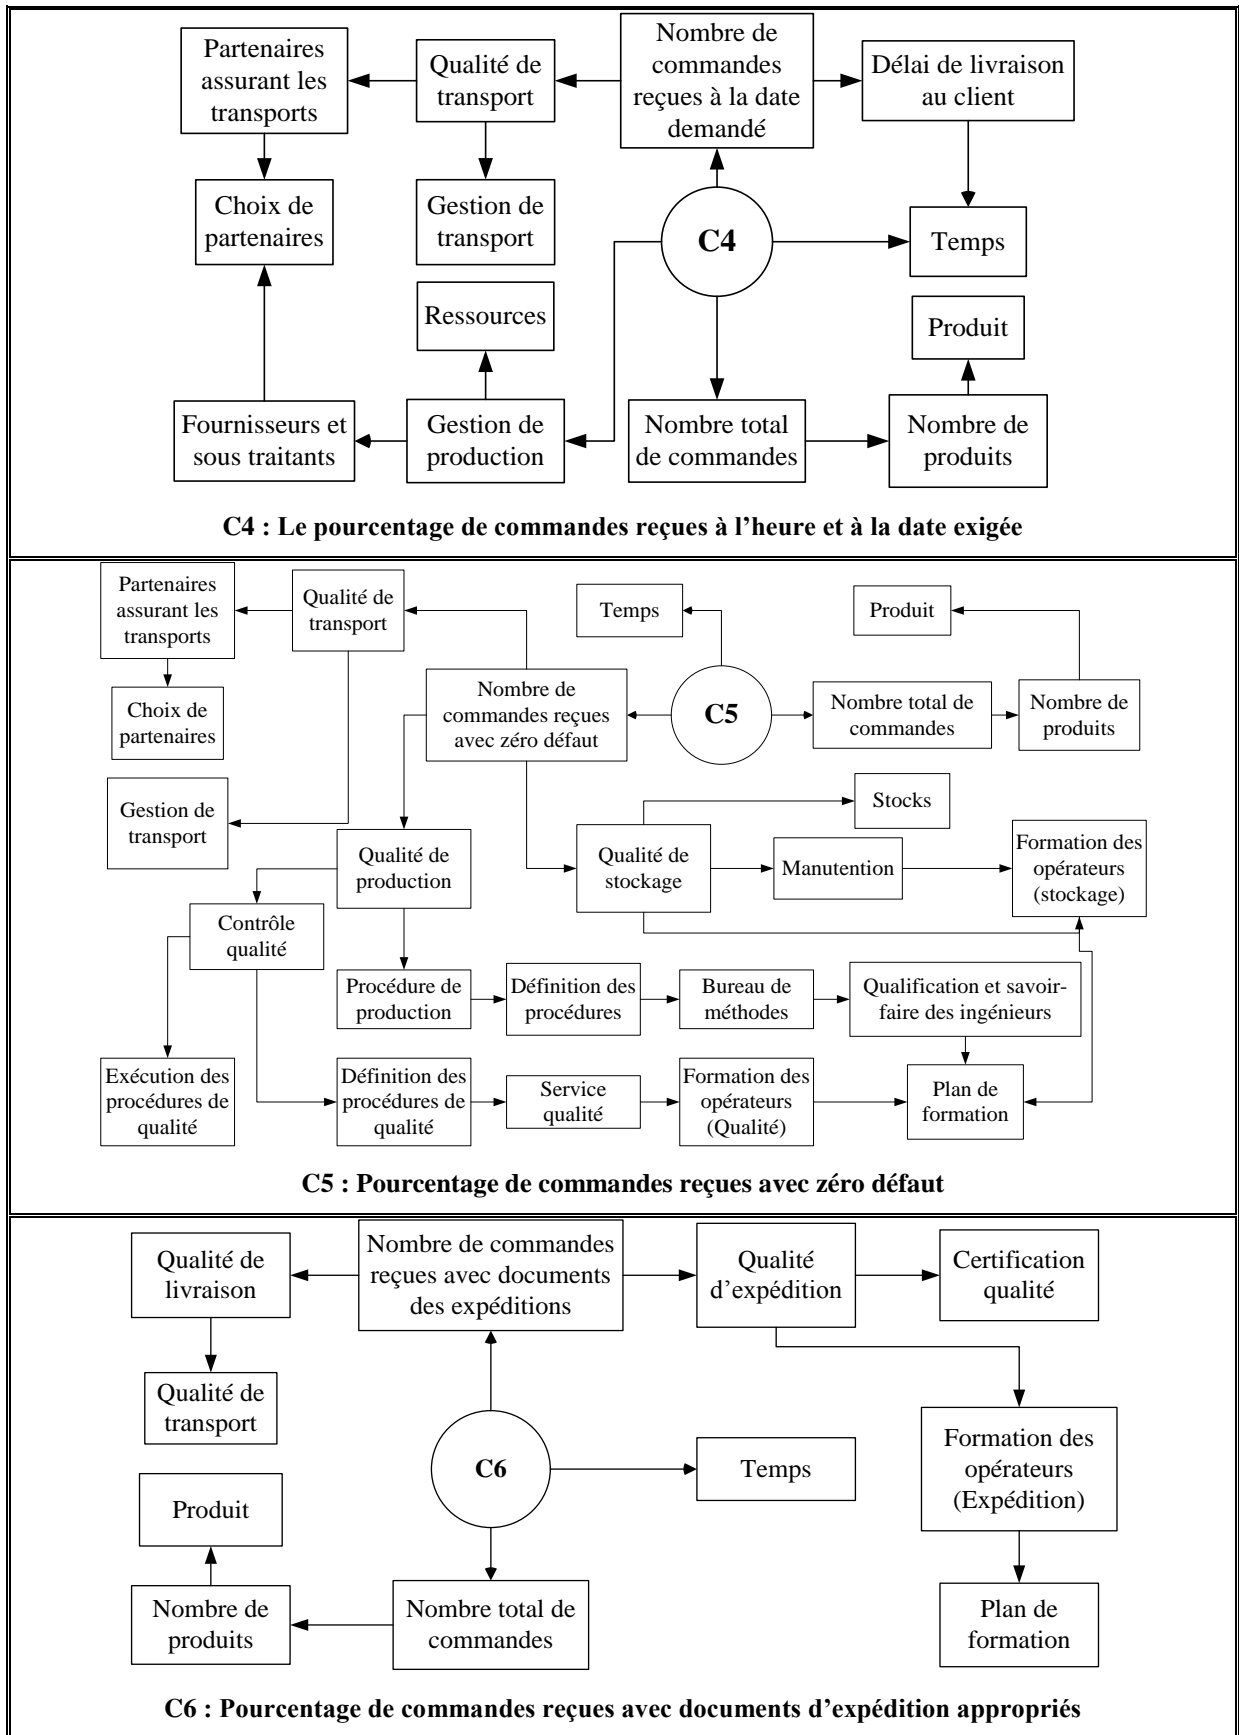 Partenaires
assurant les
transports
Qualité de
transport
Nombre de
commandes
reçues à la date
demandé
Délai de livraison
au client
Choix de
partenaires
Gestion de
transport
C4
Temps
Ressources
Produit
Fournisseurs et
sous traitants
Gestion de
production
Nombre total
de commandes
Nombre de
produits
C4 : Le pourcentage de commandes reçues à l’heure et à la date exigée
Partenaires
assurant les
transports
Qualité de
transport
Temps
Produit
Choix de
partenaires
Nombre de
commandes reçues
avec zéro défaut
C5
Nombre total de
commandes
Nombre de
produits
Gestion de
transport
Stocks
Qualité de
production
Qualité de
stockage
Manutention
Formation des
opérateurs
(stockage)
Contrôle
qualité
Procédure de
production
Définition des
procédures
Bureau de
méthodes
Qualification et savoir-
faire des ingénieurs
Exécution des
procédures de
qualité
Définition des
procédures de
qualité
Service
qualité
Formation des
opérateurs
(Qualité)
Plan de
formation
C5 : Pourcentage de commandes reçues avec zéro défaut
Qualité de
livraison
Nombre de commandes
reçues avec documents
des expéditions
Qualité
d’expédition
Certification
qualité
Qualité de
transport
C6
Temps
Formation des
opérateurs
(Expédition)
Produit
Nombre de
produits
Nombre total de
commandes
Plan de
formation
C6 : Pourcentage de commandes reçues avec documents d’expédition appropriés